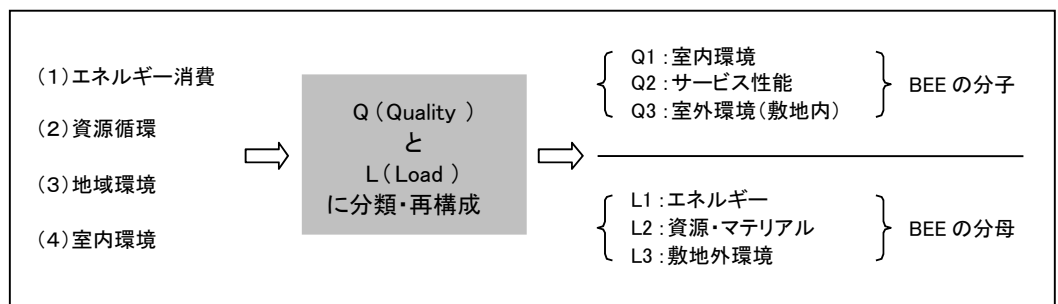 (1)エネルギー消費
(2)資源循環
(3)地域環境
(4)室内環境
Q(Quality )
と
L(Load )
に分類・再構成
Q1:室内環境
Q2:サービス性能
Q3:室外環境(敷地内)
BEE の分子
L1:エネルギー
L2:資源・マテリアル
L3:敷地外環境
BEE の分母